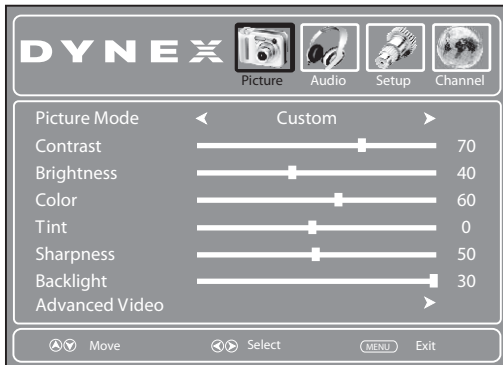 DYNEX
Picture Audio Setup Channel
Picture Mode Custom
Contrast 70
Brightness 40
Color 60
Tint 0
Sharpness 50
Backlight 30
Advanced Video
Move Select MENU Exit